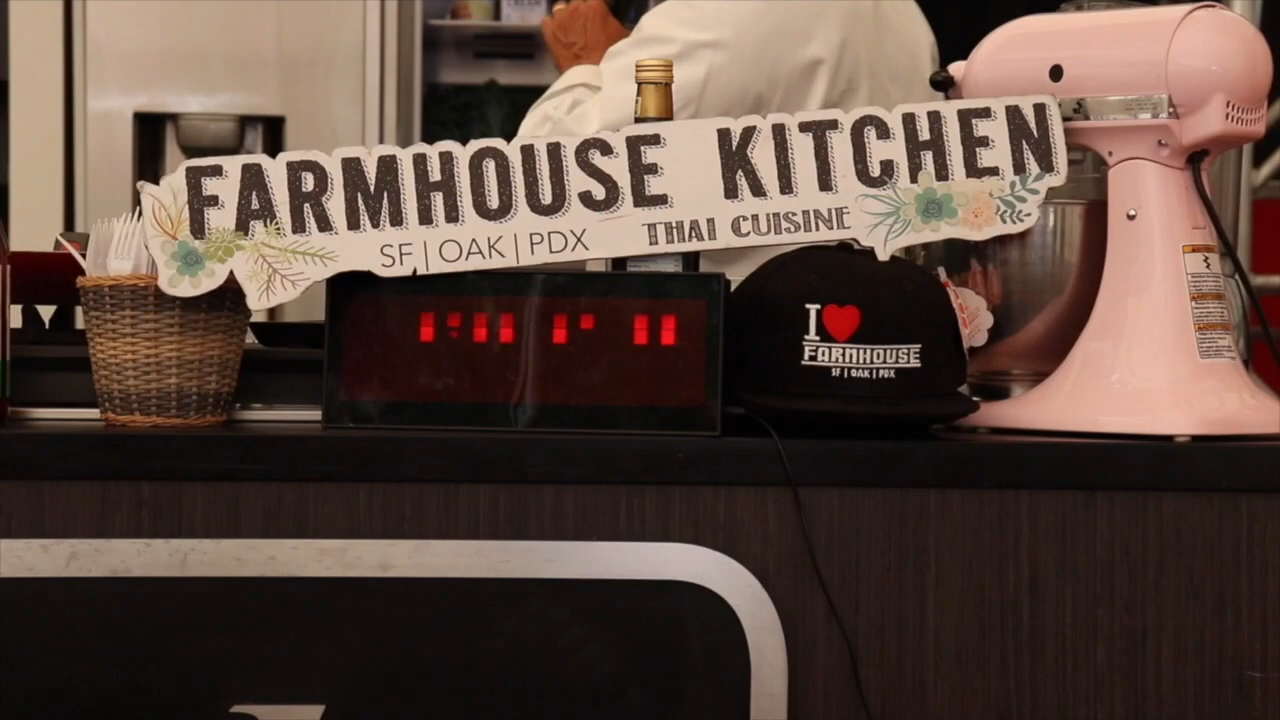 FARMHOUSE KITCHEN
SF | OAK | PDX THAI CUISINE
I ❤
FARMHOUSE
SF | OAK | PDX